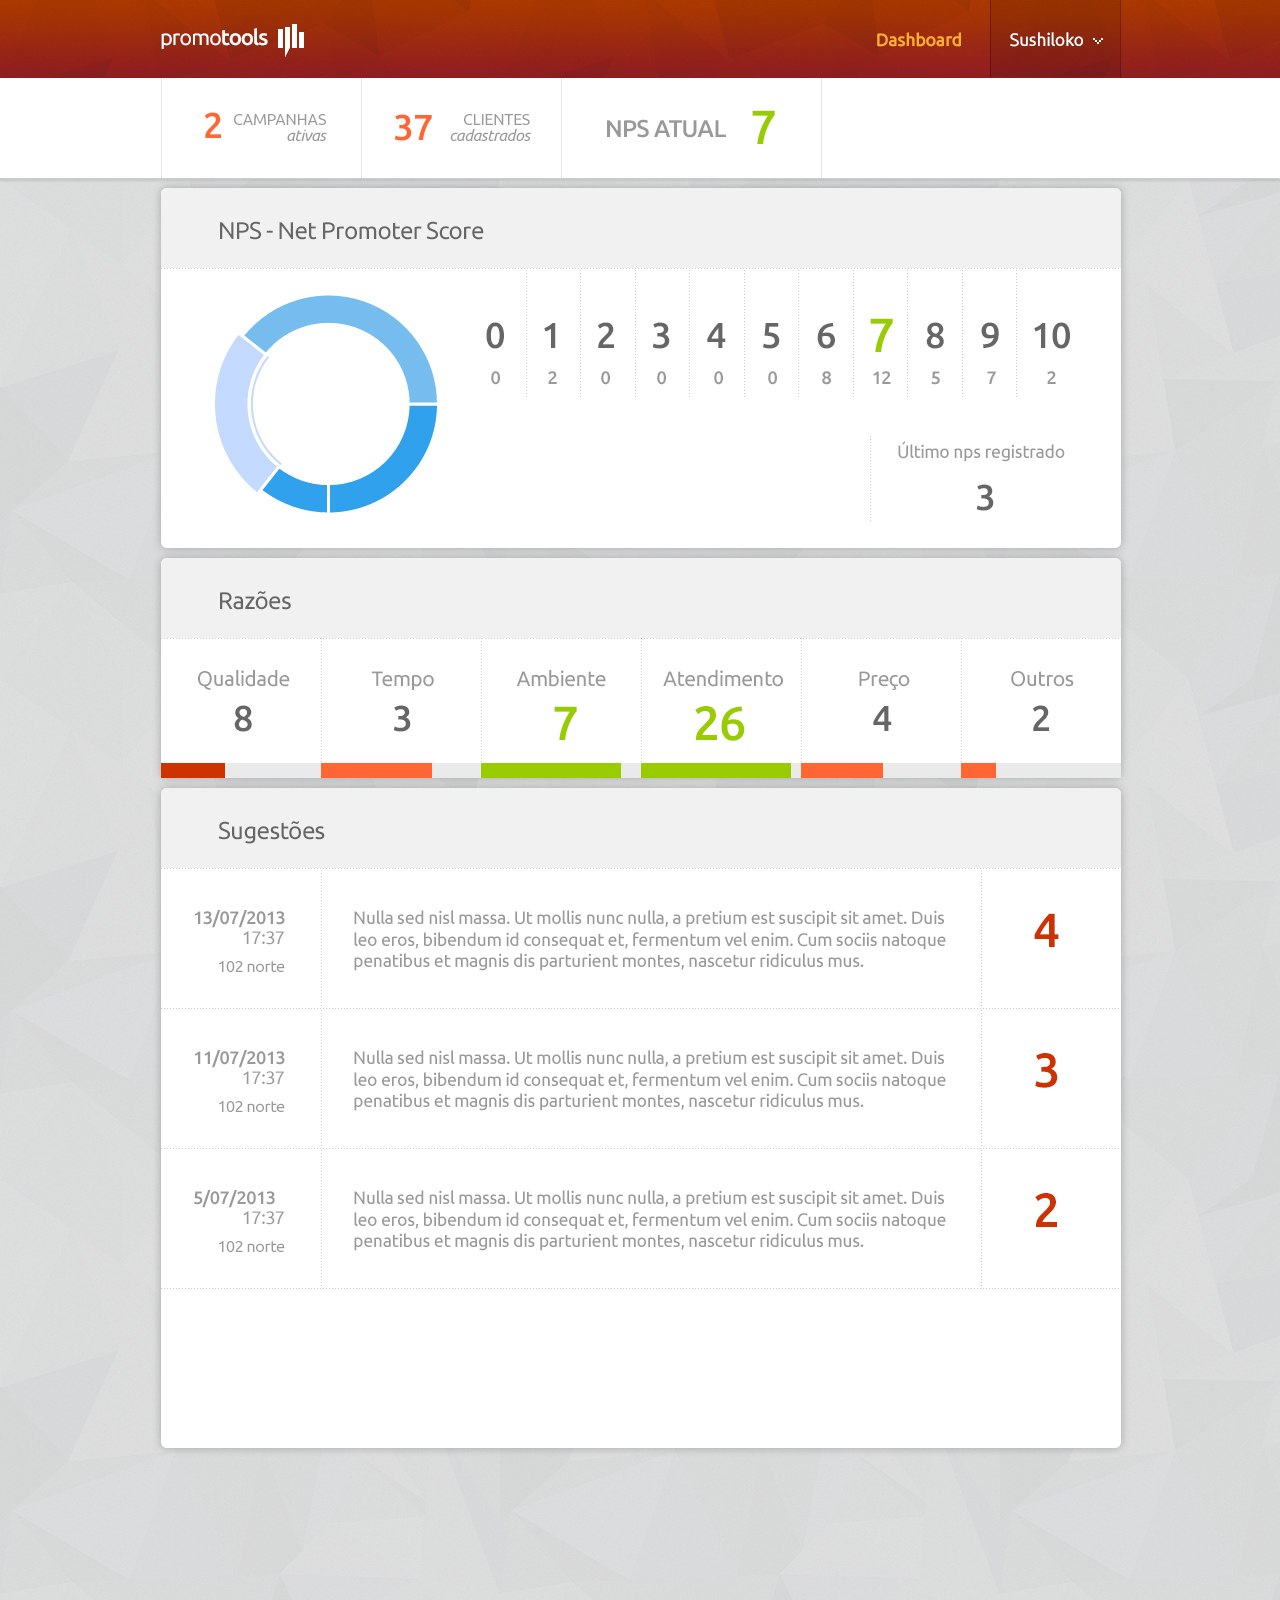 promotools
Dashboard
Sushiloko
2 CAMPANHAS
ativas
37 CLIENTES
cadastrados
NPS ATUAL 7
NPS - Net Promoter Score
0 1 2 3 4 5 6 7 8 9 10
0 2 0 0 0 0 8 12 5 7 2
Último nps registrado
3
Razões
Qualidade Tempo Ambiente Atendimento Preço Outros
8 3 7 26 4 2
Sugestões
13/07/2013
17:37
102 norte
Nulla sed nisl massa. Ut mollis nunc nulla, a pretium est suscipit sit amet. Duis
leo eros, bibendum id consequat et, fermentum vel enim. Cum sociis natoque
penatibus et magnis dis parturient montes, nascetur ridiculus mus.
4
11/07/2013
17:37
102 norte
Nulla sed nisl massa. Ut mollis nunc nulla, a pretium est suscipit sit amet. Duis
leo eros, bibendum id consequat et, fermentum vel enim. Cum sociis natoque
penatibus et magnis dis parturient montes, nascetur ridiculus mus.
3
5/07/2013
17:37
102 norte
Nulla sed nisl massa. Ut mollis nunc nulla, a pretium est suscipit sit amet. Duis
leo eros, bibendum id consequat et, fermentum vel enim. Cum sociis natoque
penatibus et magnis dis parturient montes, nascetur ridiculus mus.
2